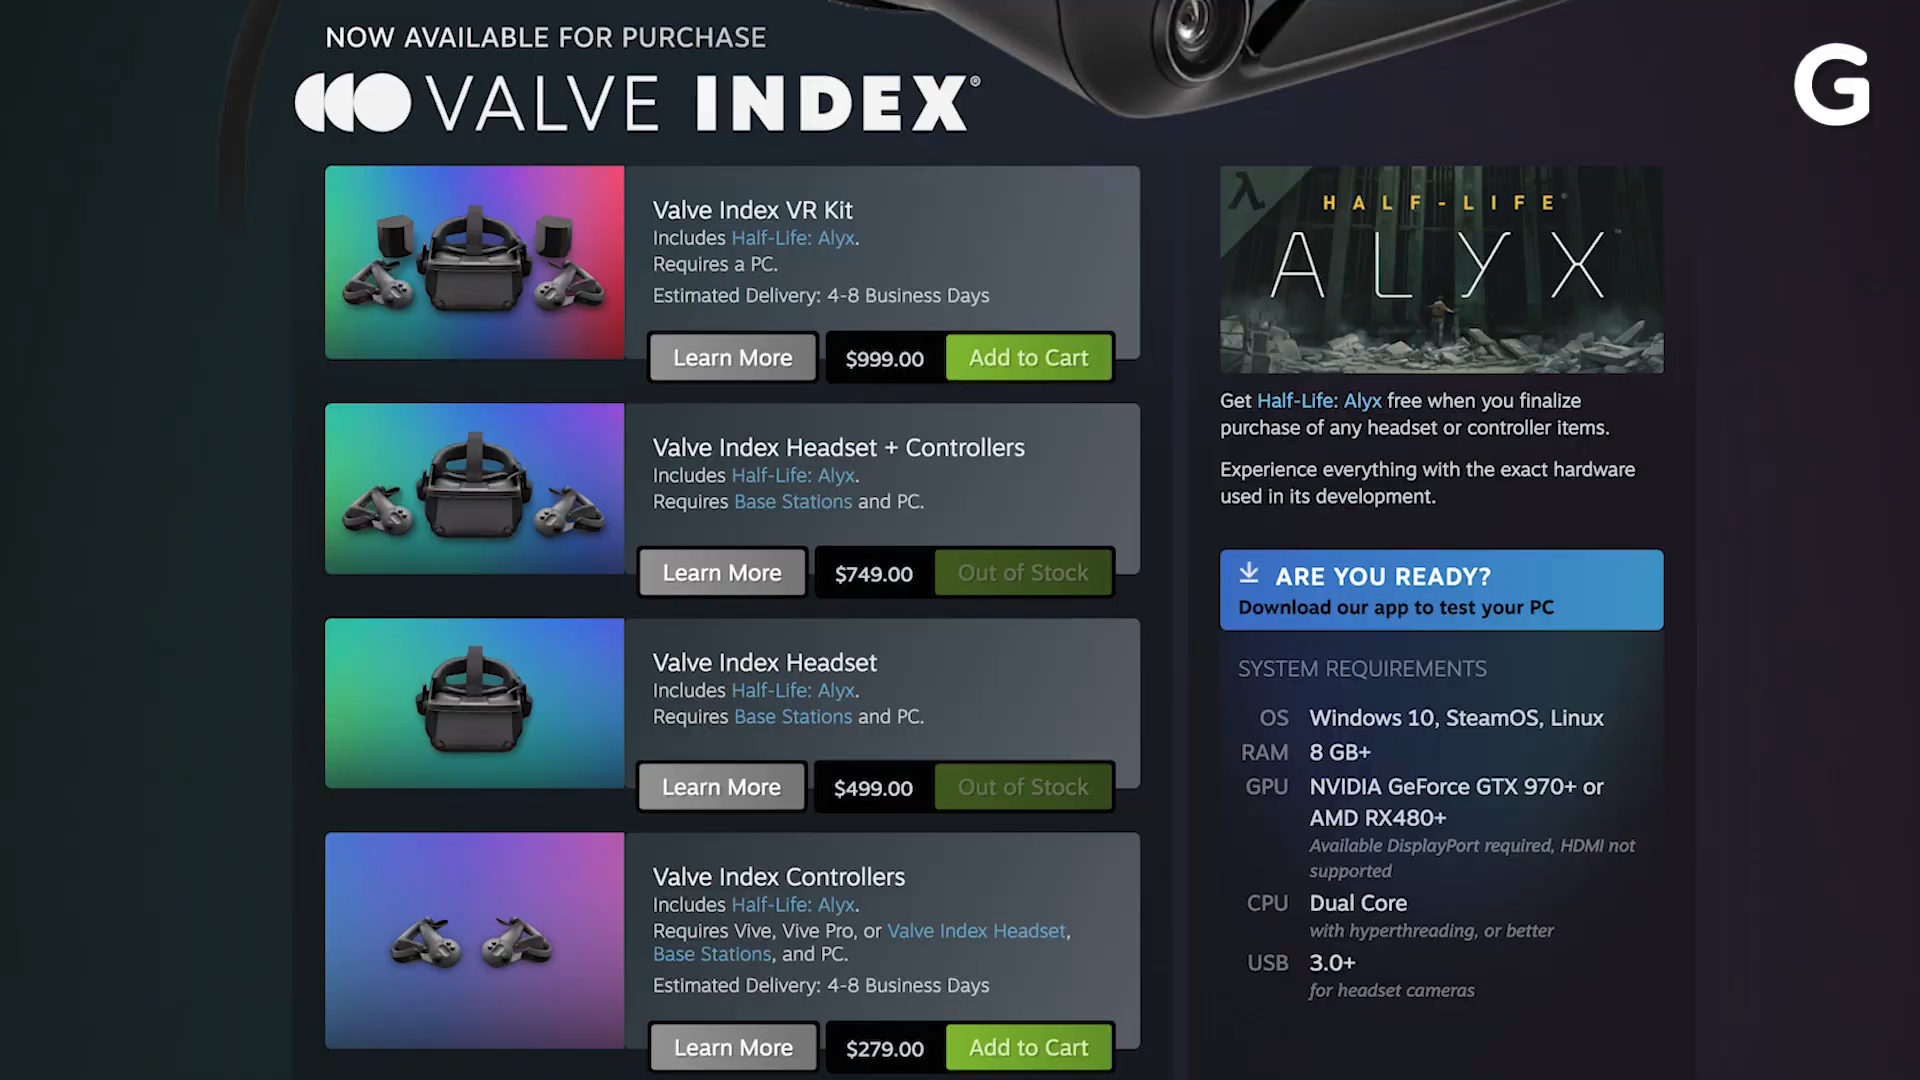 NOW AVAILABLE FOR PURCHASE
VALVE INDEX®
Valve Index VR Kit
Includes Half-Life: Alyx.
Requires a PC.
Estimated Delivery: 4-8 Business Days
Learn More $999.00 Add to Cart
Valve Index Headset + Controllers
Includes Half-Life: Alyx.
Requires Base Stations and PC.
Learn More $749.00 Out of Stock
Valve Index Headset
Includes Half-Life: Alyx.
Requires Base Stations and PC.
Learn More $499.00 Out of Stock
Valve Index Controllers
Includes Half-Life: Alyx.
Requires Vive, Vive Pro, or Valve Index Headset,
Base Stations, and PC.
Estimated Delivery: 4-8 Business Days
Learn More $279.00 Add to Cart
G
λ
HALF-LIFE®
ALYX™
Get Half-Life: Alyx free when you finalize
purchase of any headset or controller items.
Experience everything with the exact hardware
used in its development.
ARE YOU READY?
Download our app to test your PC
SYSTEM REQUIREMENTS
OS Windows 10, SteamOS, Linux
RAM 8 GB+
GPU NVIDIA GeForce GTX 970+ or
AMD RX480+
Available DisplayPort required, HDMI not
supported
CPU Dual Core
with hyperthreading, or better
USB 3.0+
for headset cameras